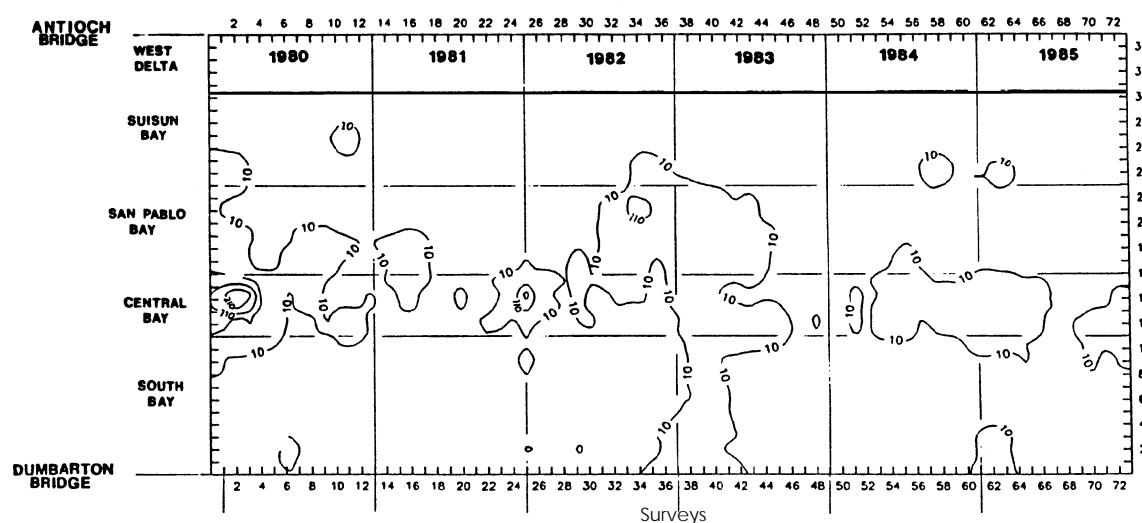 2 4 6 8 10 12 14 16 18 20 22 24 26 28 30 32 34 36 38 40 42 44 46 48 50 52 54 56 58 60 62 64 66 68 70 72
ANTIOCH
BRIDGE
WEST
DELTA
1980 1981 1982 1983 1984 1985
SUISUN
BAY
SAN PABLO
BAY
CENTRAL
BAY
SOUTH
BAY
DUMBARTON
BRIDGE
10 10 10 10 10 10 10 10 10 10 10 10 10 10 10 10 10 10 10 10 10 10 10 10 10 10 10 10
110 110 110
2 4 6 8 10 12 14 16 18 20 22 24 26 28 30 32 34 36 38 40 42 44 46 48 50 52 54 56 58 60 62 64 66 68 70 72
Surveys